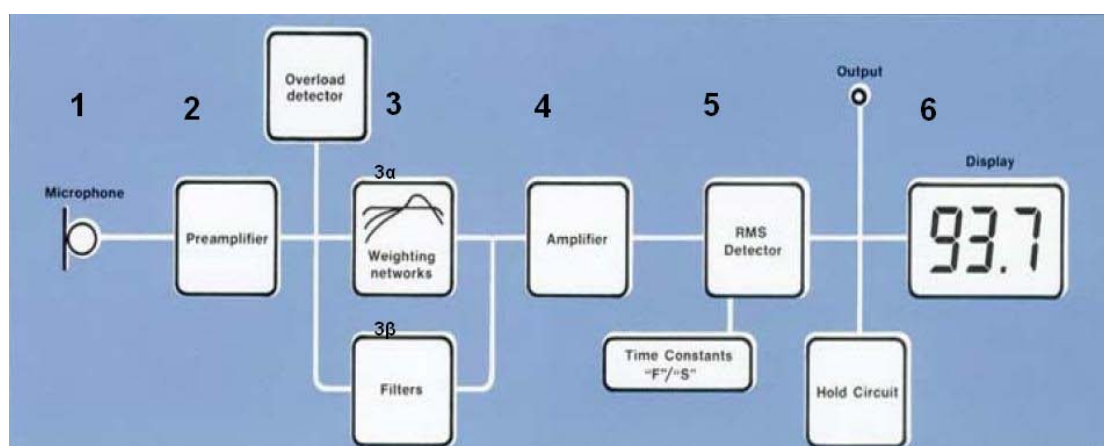 Overload
detector
1
2
3
4
5
Output
6
3α
Display
Microphone
Preamplifier
Weighting
networks
Amplifier
RMS
Detector
93.7
3β
Filters
Time Constants
"F"/"S"
Hold Circuit